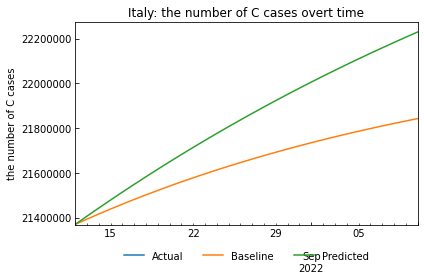 Italy: the number of C cases overt time
the number of C cases
22200000
22000000
21800000
21600000
21400000
15
22
29
Sep
2022
05
Actual
Baseline
Predicted